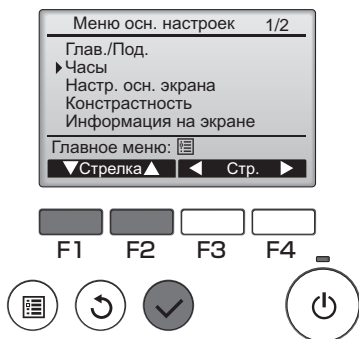 Меню осн. настроек 1/2
Глав./Под.
Часы
Настр. осн. экрана
Констрастность
Информация на экране
Главное меню:
▼Стрелка▲ ◀ Стр. ▶
F1 F2 F3 F4